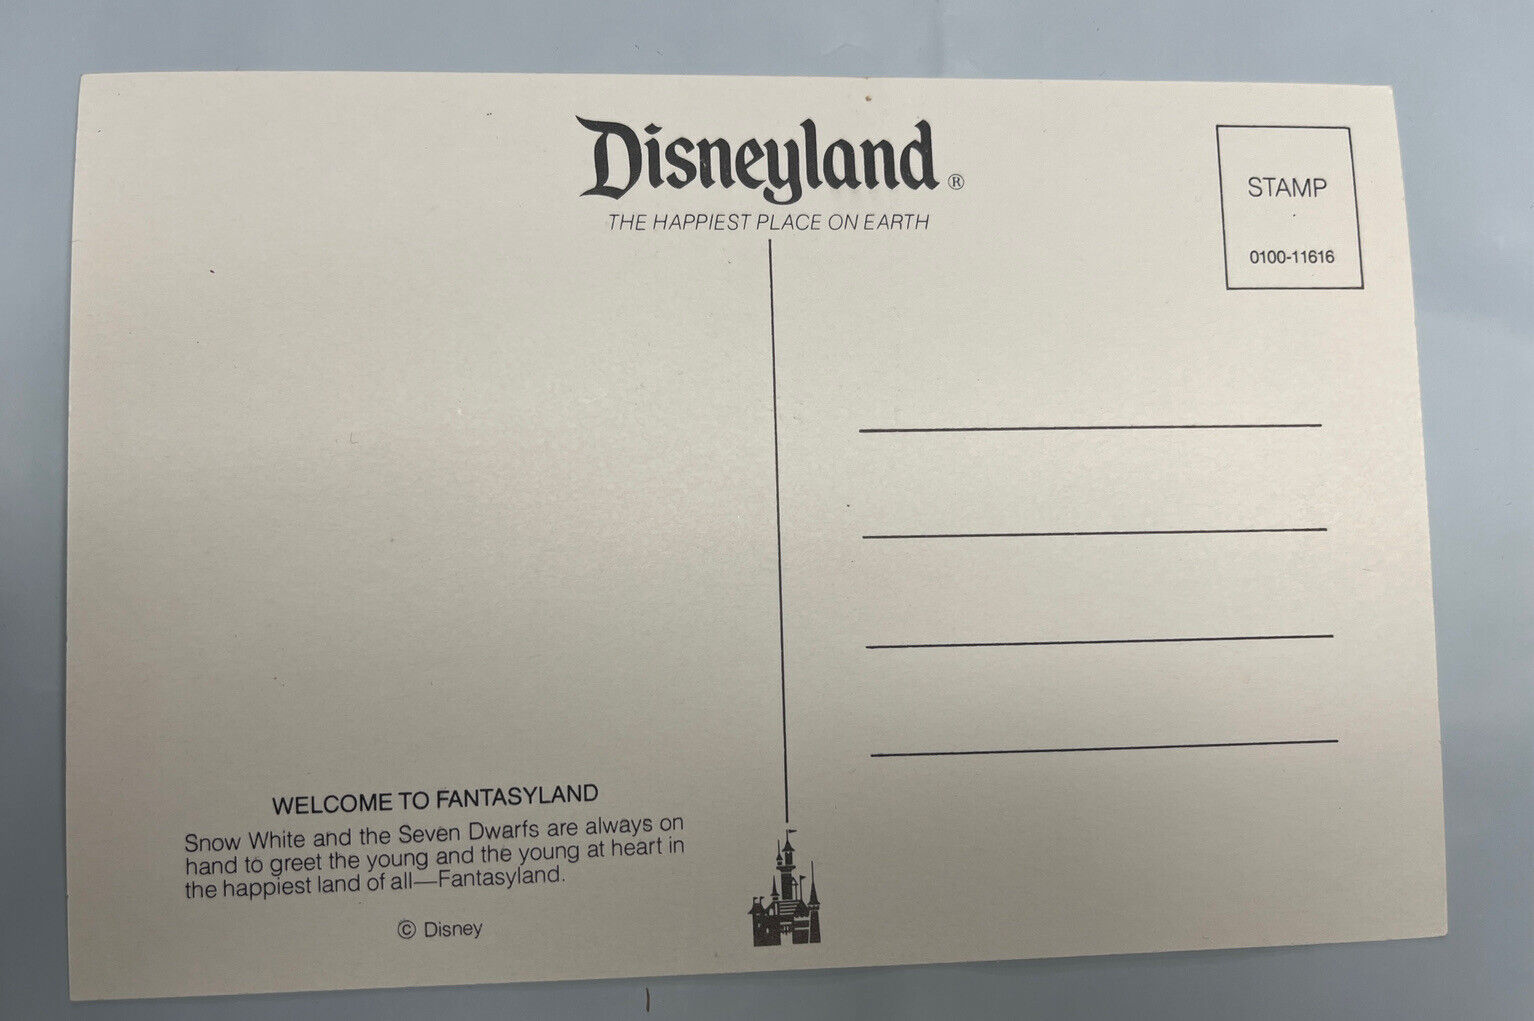 Disneyland®
THE HAPPIEST PLACE ON EARTH
STAMP
0100-11616
WELCOME TO FANTASYLAND
Snow White and the Seven Dwarfs are always on
hand to greet the young and the young at heart in
the happiest land of all—Fantasyland.
© Disney